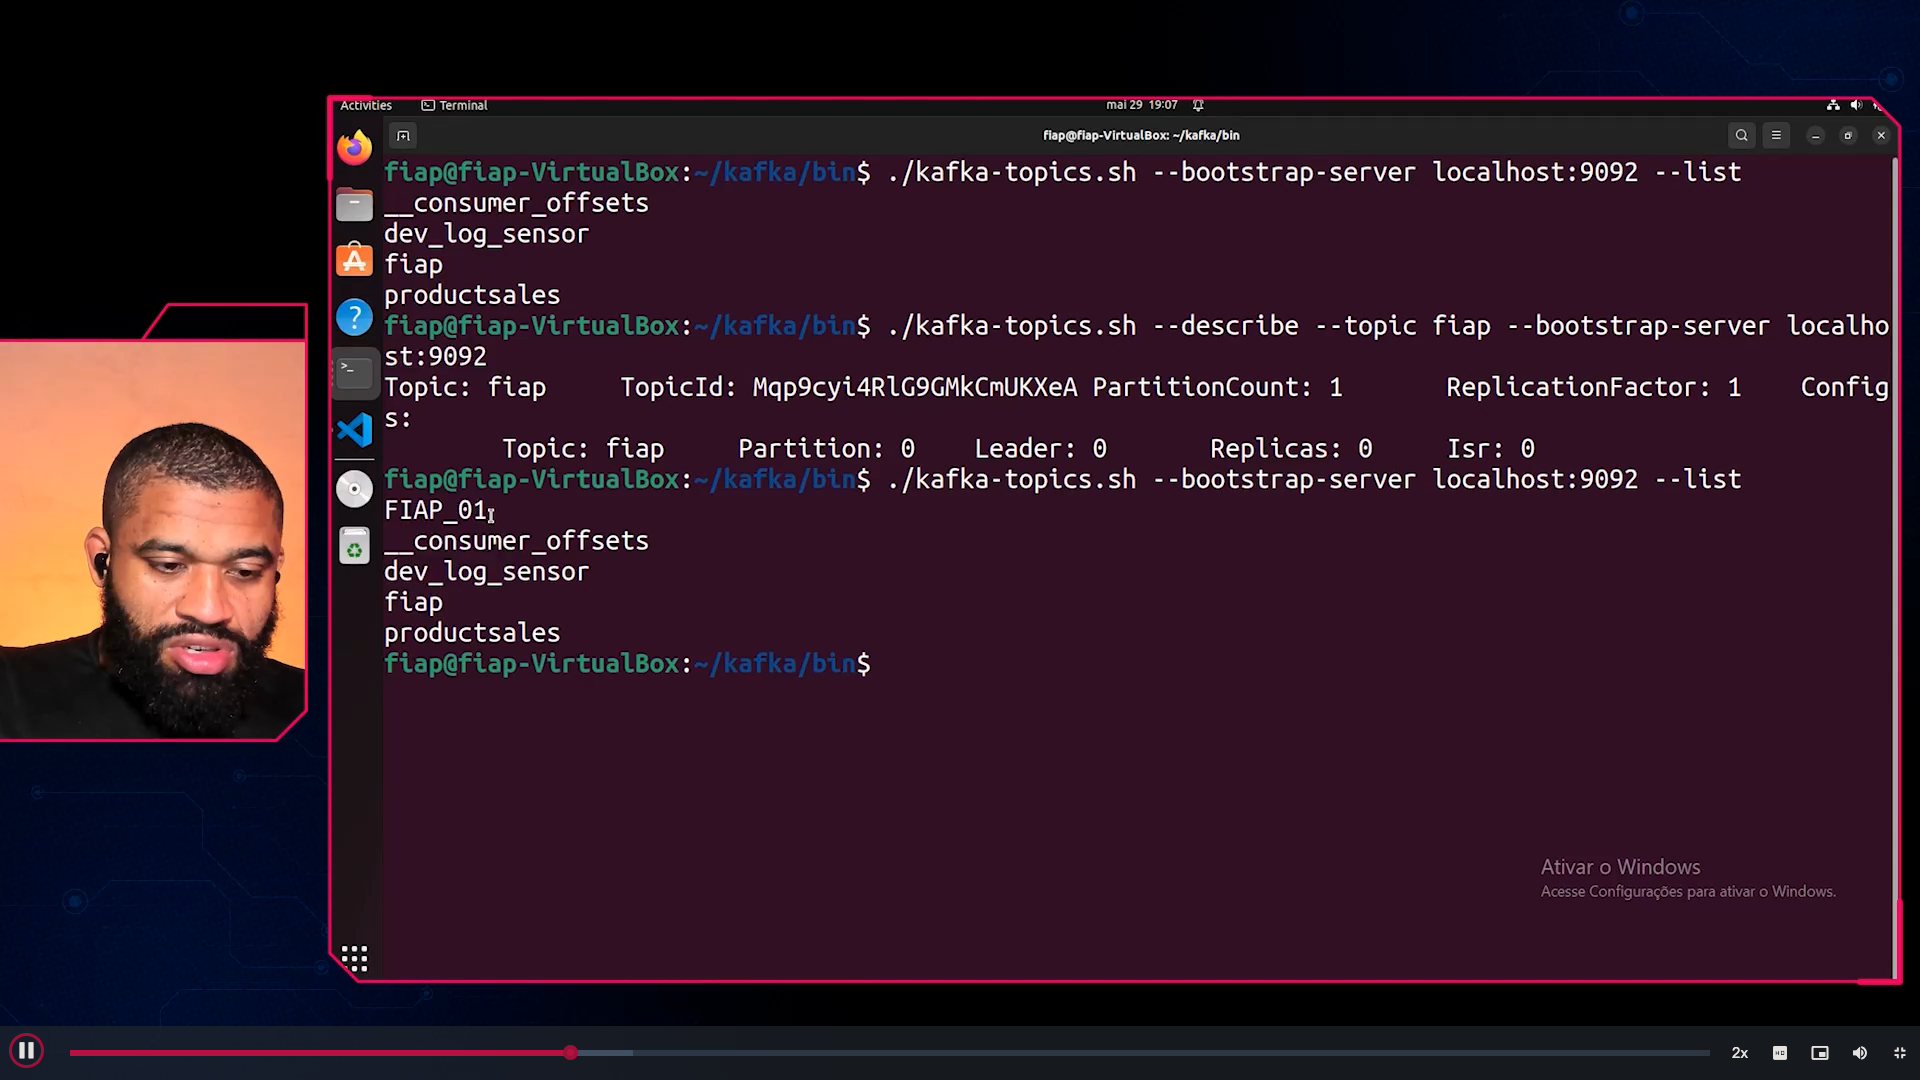 Activities Terminal mai 29 19:07
fiap@fiap-VirtualBox: ~/kafka/bin
fiap@fiap-VirtualBox:~/kafka/bin$ ./kafka-topics.sh --bootstrap-server localhost:9092 --list
__consumer_offsets
dev_log_sensor
fiap
productsales
fiap@fiap-VirtualBox:~/kafka/bin$ ./kafka-topics.sh --describe --topic fiap --bootstrap-server localho
st:9092
Topic: fiap TopicId: Mqp9cyi4RlG9GMkCmUKXeA PartitionCount: 1 ReplicationFactor: 1 Config
s:
Topic: fiap Partition: 0 Leader: 0 Replicas: 0 Isr: 0
fiap@fiap-VirtualBox:~/kafka/bin$ ./kafka-topics.sh --bootstrap-server localhost:9092 --list
FIAP_01
__consumer_offsets
dev_log_sensor
fiap
productsales
fiap@fiap-VirtualBox:~/kafka/bin$
Ativar o Windows
Acesse Configurações para ativar o Windows.
2x HD